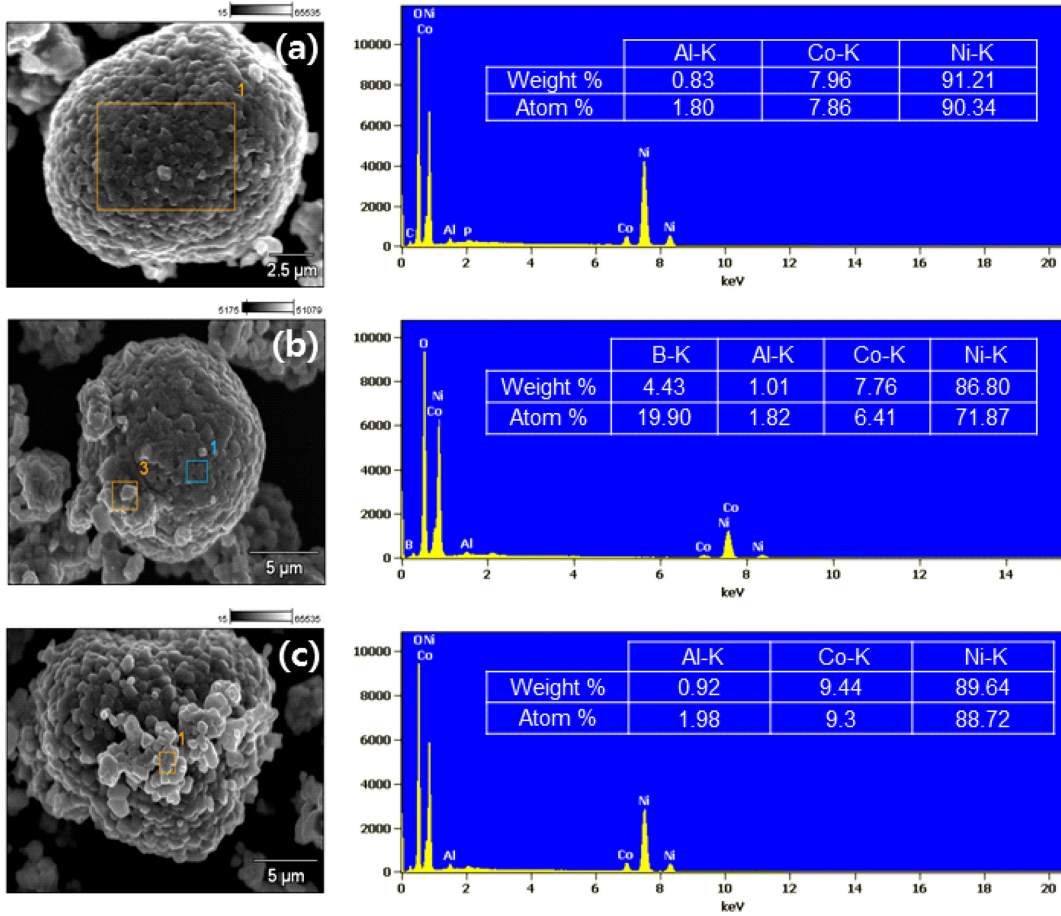 15 65535
(a)
1
2.5 µm
O Ni
Co
10000
8000
6000
4000
2000
0
Al-K Co-K Ni-K
Weight % 0.83 7.96 91.21
Atom % 1.80 7.86 90.34
Ni
C Al P Co Ni
0 2 4 6 8 10 12 14 16 18 20
keV
5175 51079
(b)
1
3
5 µm
O
Ni
Co
10000
8000
6000
4000
2000
0
B-K Al-K Co-K Ni-K
Weight % 4.43 1.01 7.76 86.80
Atom % 19.90 1.82 6.41 71.87
Co
Ni
B Al Co Ni
0 2 4 6 8 10 12 14
keV
15 65535
(c)
1
5 µm
O Ni
Co
10000
8000
6000
4000
2000
0
Al-K Co-K Ni-K
Weight % 0.92 9.44 89.64
Atom % 1.98 9.3 88.72
Ni
Al Co Ni
0 2 4 6 8 10 12 14 16 18 20
keV